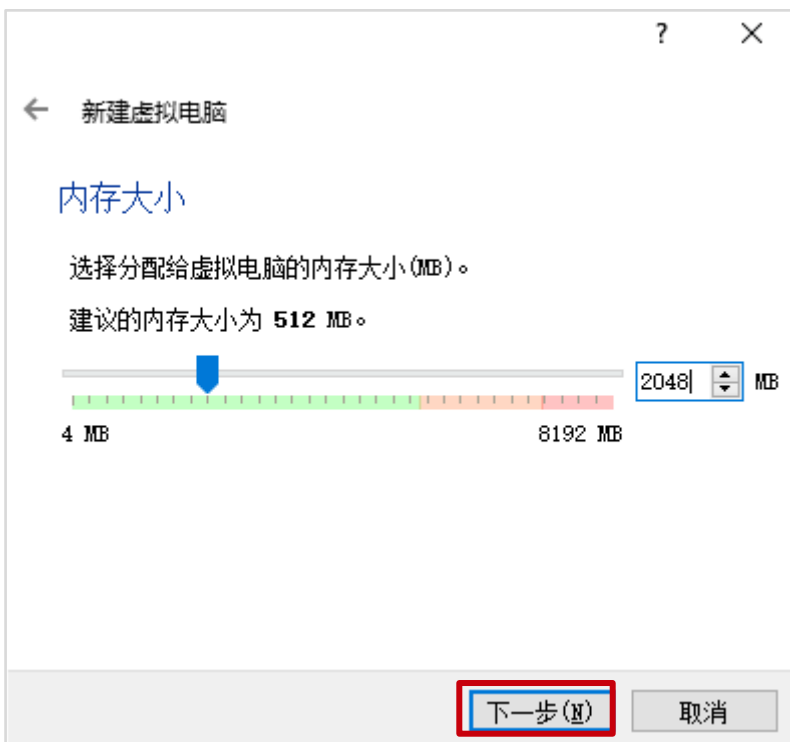 ?
新建虚拟电脑
内存大小
选择分配给虚拟电脑的内存大小(MB)。
建议的内存大小为 512 MB。
2048 MB
4 MB 8192 MB
下一步(N) 取消